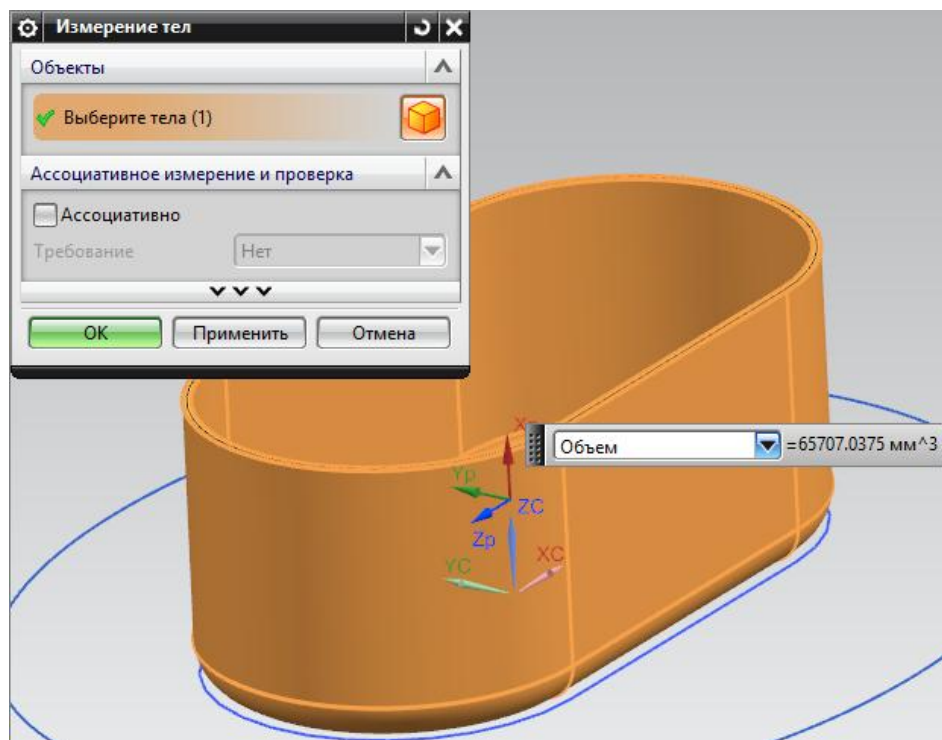 Измерение тел
Объекты
Выберите тела (1)
Ассоциативное измерение и проверка
Ассоциативно
Требование Нет
ОК Применить Отмена
Объем =65707.0375 мм^3
Yp
ZC
Zp
XC
YC